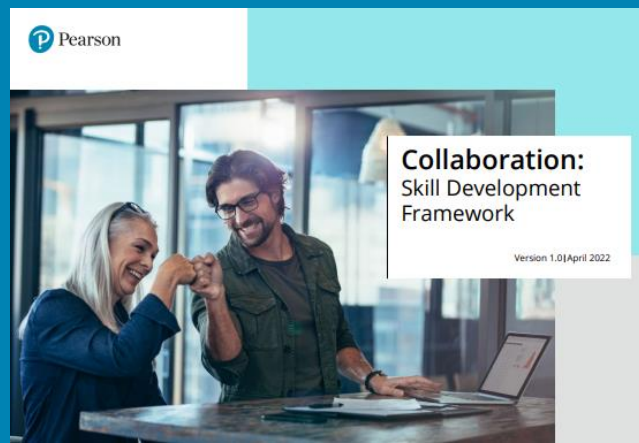 Pearson
Collaboration:
Skill Development
Framework
Version 1.0|April 2022